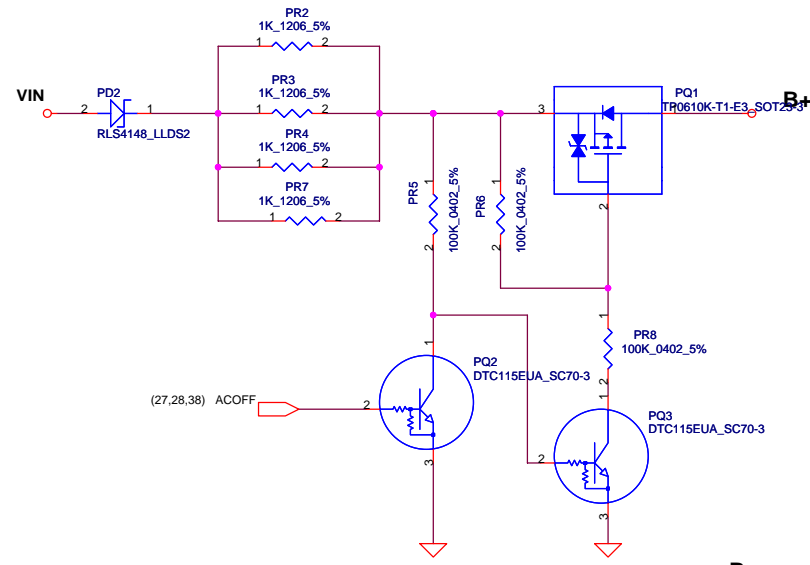 PR2
1K_1206_5%
1
2
PR3
1K_1206_5%
VIN
PD2
2
1
RLS4148_LLDS2
1
2
PR4
1K_1206_5%
1
2
PR7
1K_1206_5%
1
2
3
PQ1
TP0610K-T1-E3_SOT23-3
1
B+
2
1
PR5
100K_0402_5%
2
1
PR6
100K_0402_5%
2
1
PR8
100K_0402_5%
2
1
PQ2
DTC115EUA_SC70-3
(27,28,38) ACOFF
2
3
1
PQ3
DTC115EUA_SC70-3
2
3